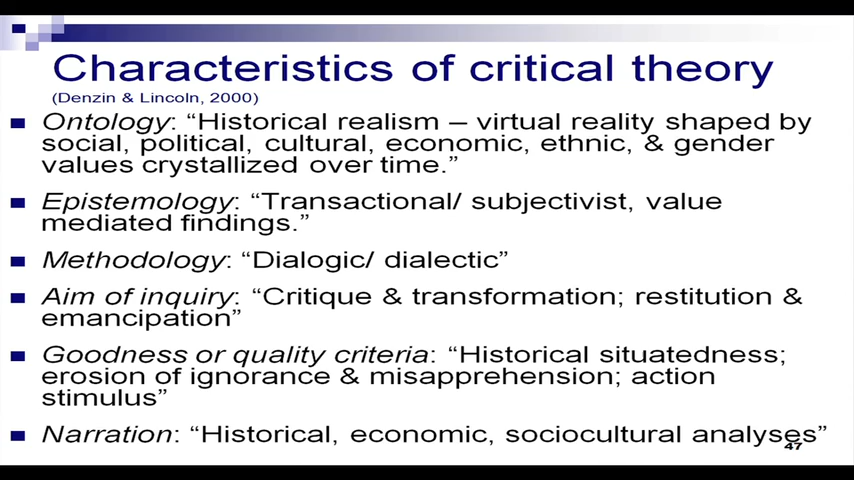 Characteristics of critical theory
(Denzin & Lincoln, 2000)
Ontology: “Historical realism – virtual reality shaped by
social, political, cultural, economic, ethnic, & gender
values crystallized over time.”
Epistemology: “Transactional/ subjectivist, value
mediated findings.”
Methodology: “Dialogic/ dialectic”
Aim of inquiry: “Critique & transformation; restitution &
emancipation”
Goodness or quality criteria: “Historical situatedness;
erosion of ignorance & misapprehension; action
stimulus”
Narration: “Historical, economic, sociocultural analyses”
47